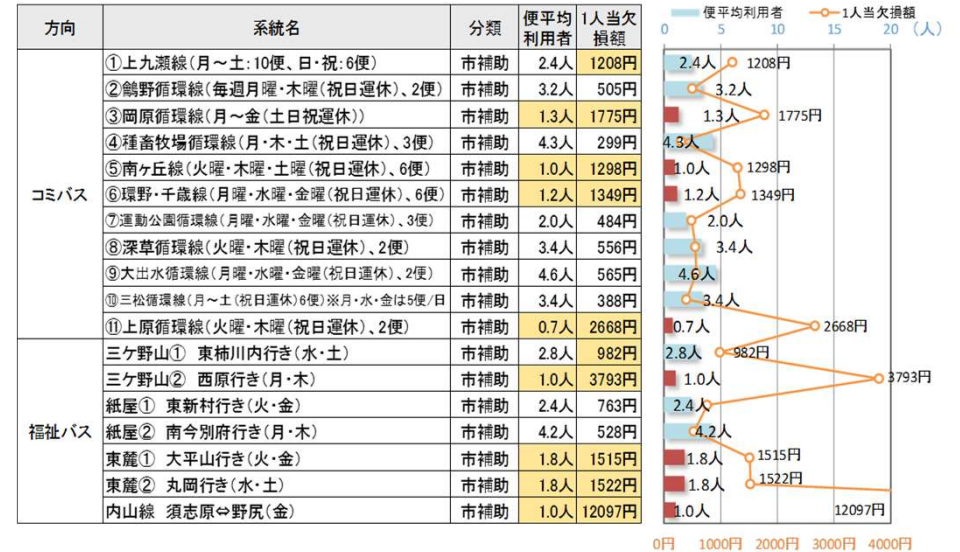 方向 系統名 分類 便平均利用者 1人当欠損額
コミバス
①上九瀬線(月～土:10便、日・祝:6便) 市補助 2.4人 1208円
②鶴野循環線(毎週月曜・木曜(祝日運休)、2便) 市補助 3.2人 505円
③岡原循環線(月～金(土日祝運休)) 市補助 1.3人 1775円
④種畜牧場循環線(月・木・土(祝日運休)、3便) 市補助 4.3人 299円
⑤南ヶ丘線(火曜・木曜・土曜(祝日運休)、6便) 市補助 1.0人 1298円
⑥環野・千歳線(月曜・水曜・金曜(祝日運休)、6便) 市補助 1.2人 1349円
⑦運動公園循環線(月曜・水曜・金曜(祝日運休)、3便) 市補助 2.0人 484円
⑧深草循環線(火曜・木曜(祝日運休)、2便) 市補助 3.4人 556円
⑨大出水循環線(月曜・水曜・金曜(祝日運休)、2便) 市補助 4.6人 565円
⑩三松循環線(月～土(祝日運休)6便)※月・水・金は5便/日 市補助 3.4人 388円
⑪上原循環線(火曜・木曜(祝日運休)、2便) 市補助 0.7人 2668円
福祉バス
三ケ野山① 東柿川内行き(水・土) 市補助 2.8人 982円
三ケ野山② 西原行き(月・木) 市補助 1.0人 3793円
紙屋① 東新村行き(火・金) 市補助 2.4人 763円
紙屋② 南今別府行き(月・木) 市補助 4.2人 528円
東麓① 大平山行き(火・金) 市補助 1.8人 1515円
東麓② 丸岡行き(水・土) 市補助 1.8人 1522円
内山線 須志原⇔野尻(金) 市補助 1.0人 12097円
便平均利用者 1人当欠損額
0 5 10 15 20 (人)
2.4人 1208円
3.2人
1.3人 1775円
4.3人
1.0人 1298円
1.2人 1349円
2.0人
3.4人
4.6人
3.4人
0.7人 2668円
2.8人 982円
1.0人 3793円
2.4人
4.2人
1.8人 1515円
1.8人 1522円
1.0人 12097円
0円 1000円 2000円 3000円 4000円